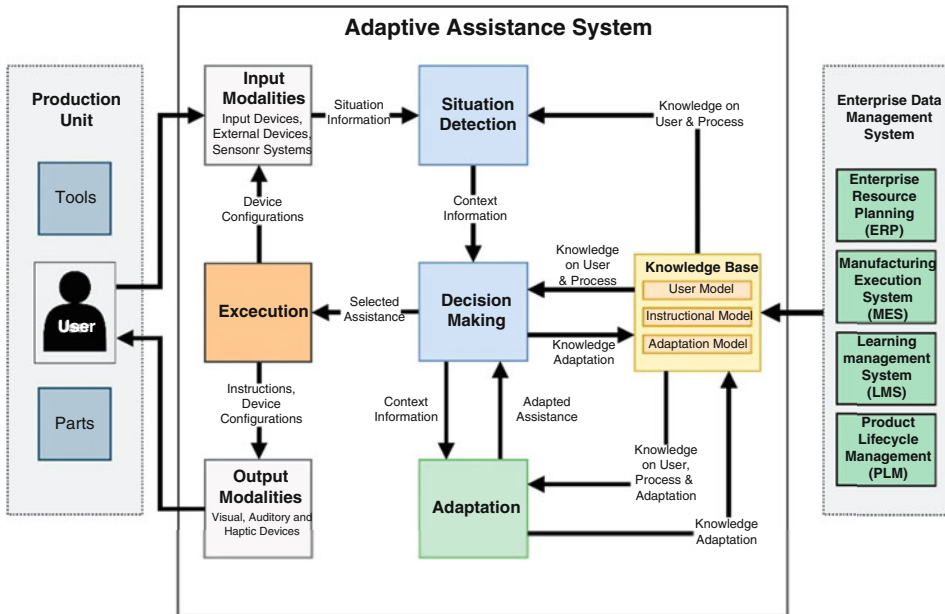 Adaptive Assistance System
Production
Unit
Tools
User
Parts
Input
Modalities
Input Devices,
External Devices,
Sensonr Systems
Situation
Information
Situation
Detection
Knowledge on
User & Process
Device
Configurations
Context
Information
Excecution
Selected
Assistance
Decision
Making
Knowledge
on User
& Process
Knowledge
Adaptation
Knowledge Base
User Model
Instructional Model
Adaptation Model
Instructions,
Device
Configurations
Context
Information
Adapted
Assistance
Knowledge
on User,
Process &
Adaptation
Output
Modalities
Visual, Auditory and
Haptic Devices
Adaptation
Knowledge
Adaptation
Enterprise Data
Management
System
Enterprise
Resource
Planning
(ERP)
Manufacturing
Execution
System
(MES)
Learning
management
System
(LMS)
Product
Lifecycle
Management
(PLM)